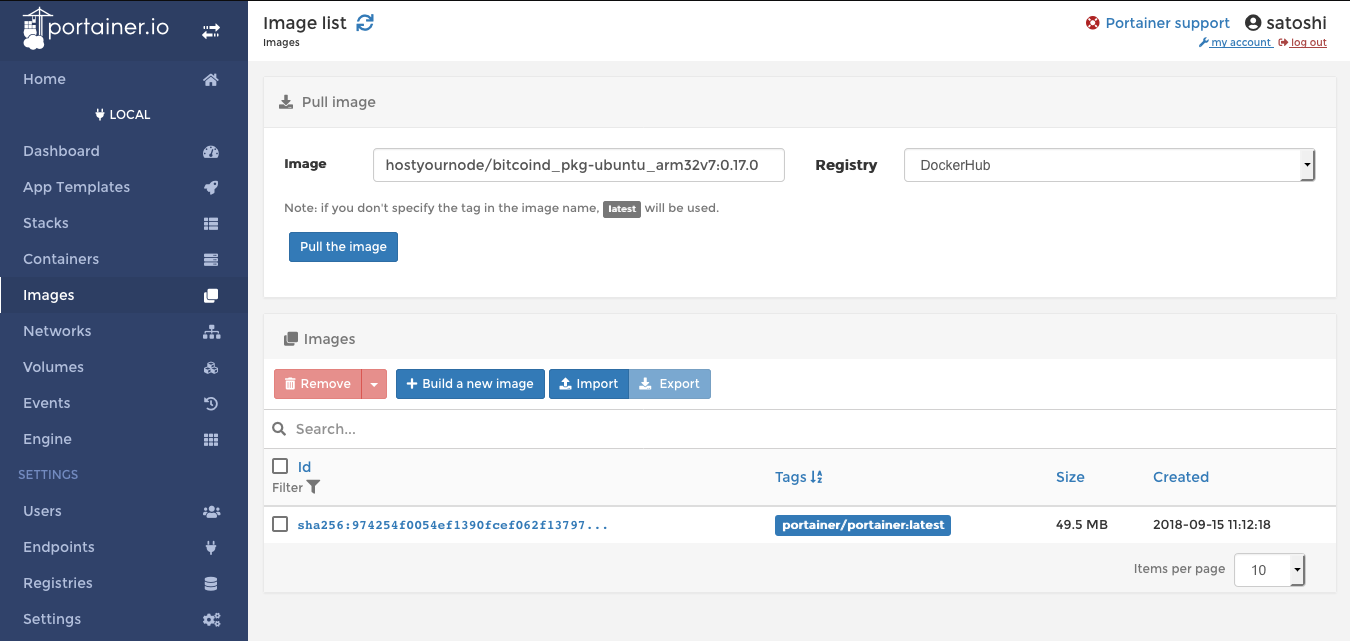 portainer.io
Home
LOCAL
Dashboard
App Templates
Stacks
Containers
Images
Networks
Volumes
Events
Engine
SETTINGS
Users
Endpoints
Registries
Settings
Image list
Images
Portainer support satoshi
my account log out
Pull image
Image hostyournode/bitcoind_pkg-ubuntu_arm32v7:0.17.0 Registry DockerHub
Note: if you don't specify the tag in the image name, latest will be used.
Pull the image
Images
Remove Build a new image Import Export
Search...
Id Tags Size Created
Filter
sha256:974254f0054ef1390fcef062f13797... portainer/portainer:latest 49.5 MB 2018-09-15 11:12:18
Items per page 10